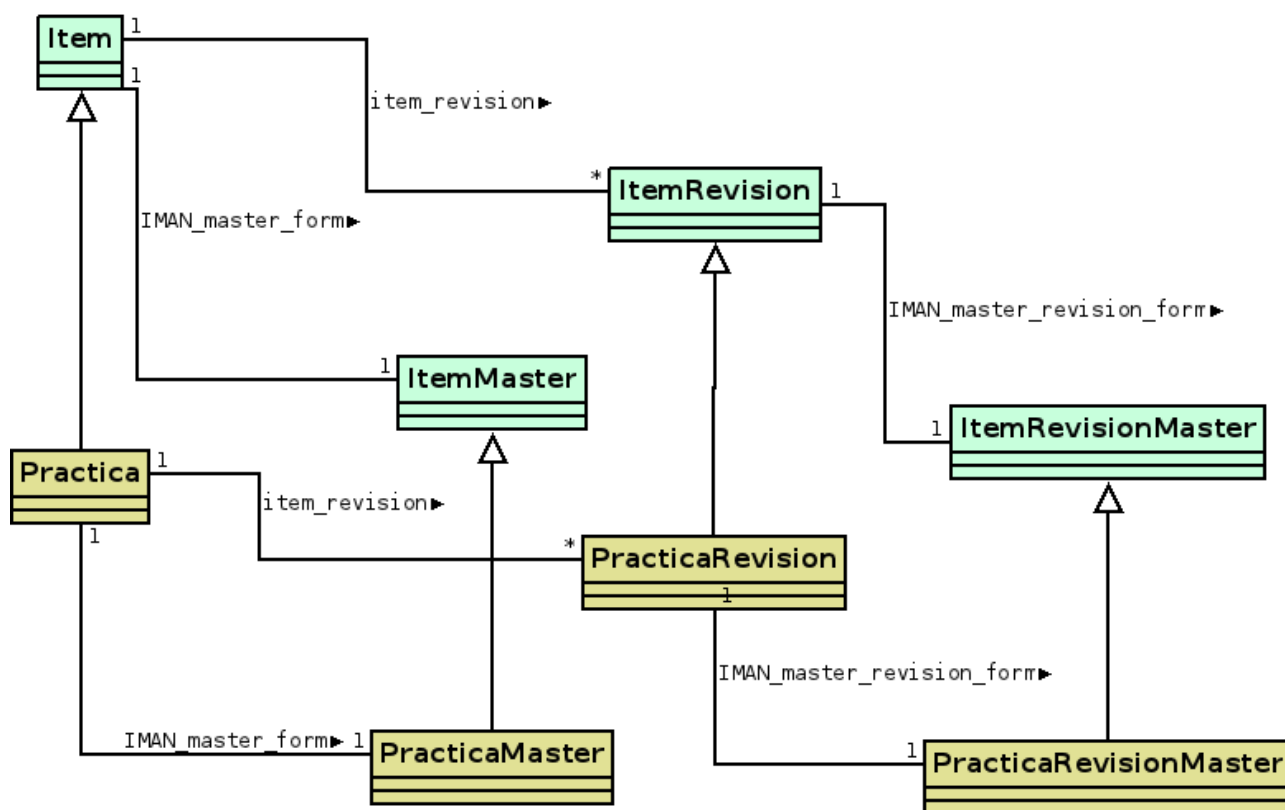 Item
1
1
item_revision▶
*
ItemRevision
1
IMAN_master_form▶
IMAN_master_revision_form▶
1
ItemMaster
1
ItemRevisionMaster
Practica
1
item_revision▶
1
*
PracticaRevision
1
IMAN_master_revision_form▶
IMAN_master_form▶
1
PracticaMaster
1
PracticaRevisionMaster